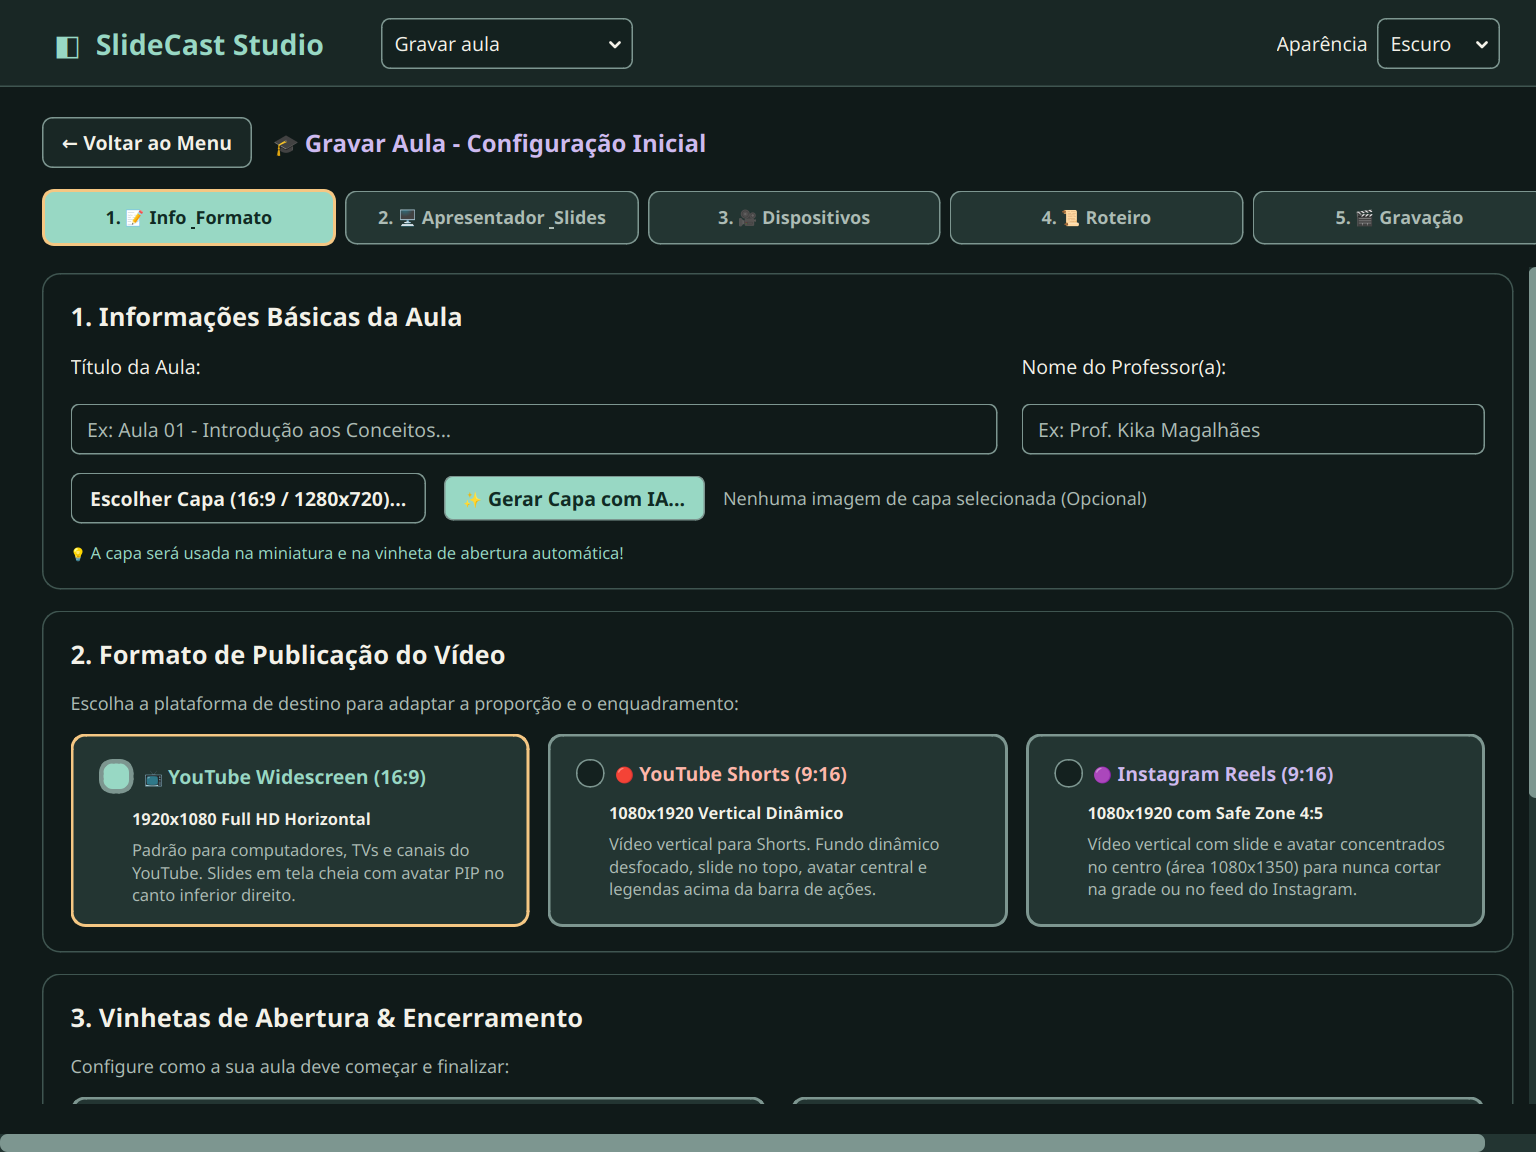 SlideCast Studio
Gravar aula
Aparência
Escuro
← Voltar ao Menu
🎓 Gravar Aula - Configuração Inicial
1. 📝 Info _Formato
2. 🖥️ Apresentador _Slides
3. 🎥 Dispositivos
4. 📜 Roteiro
5. 🎬 Gravação
1. Informações Básicas da Aula
Título da Aula:
Nome do Professor(a):
Ex: Aula 01 - Introdução aos Conceitos...
Ex: Prof. Kika Magalhães
Escolher Capa (16:9 / 1280x720)...
✨ Gerar Capa com IA...
Nenhuma imagem de capa selecionada (Opcional)
💡 A capa será usada na miniatura e na vinheta de abertura automática!
2. Formato de Publicação do Vídeo
Escolha a plataforma de destino para adaptar a proporção e o enquadramento:
📺 YouTube Widescreen (16:9)
1920x1080 Full HD Horizontal
Padrão para computadores, TVs e canais do
YouTube. Slides em tela cheia com avatar PIP no
canto inferior direito.
🔴 YouTube Shorts (9:16)
1080x1920 Vertical Dinâmico
Vídeo vertical para Shorts. Fundo dinâmico
desfocado, slide no topo, avatar central e
legendas acima da barra de ações.
🟣 Instagram Reels (9:16)
1080x1920 com Safe Zone 4:5
Vídeo vertical com slide e avatar concentrados
no centro (área 1080x1350) para nunca cortar
na grade ou no feed do Instagram.
3. Vinhetas de Abertura & Encerramento
Configure como a sua aula deve começar e finalizar: